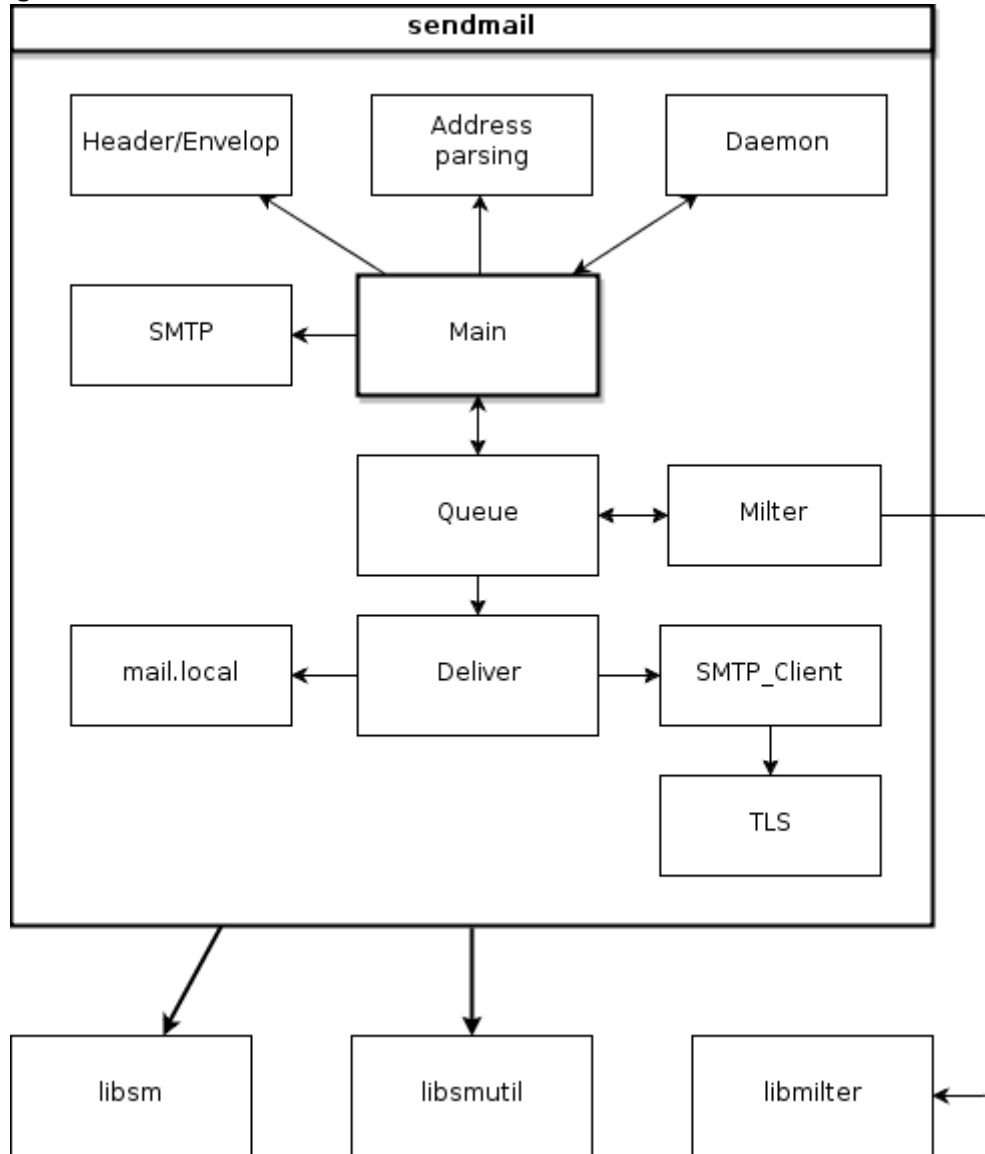 sendmail
Header/Envelop
Address
parsing
Daemon
SMTP
Main
Queue
Milter
mail.local
Deliver
SMTP_Client
TLS
libsm
libsmutil
libmilter